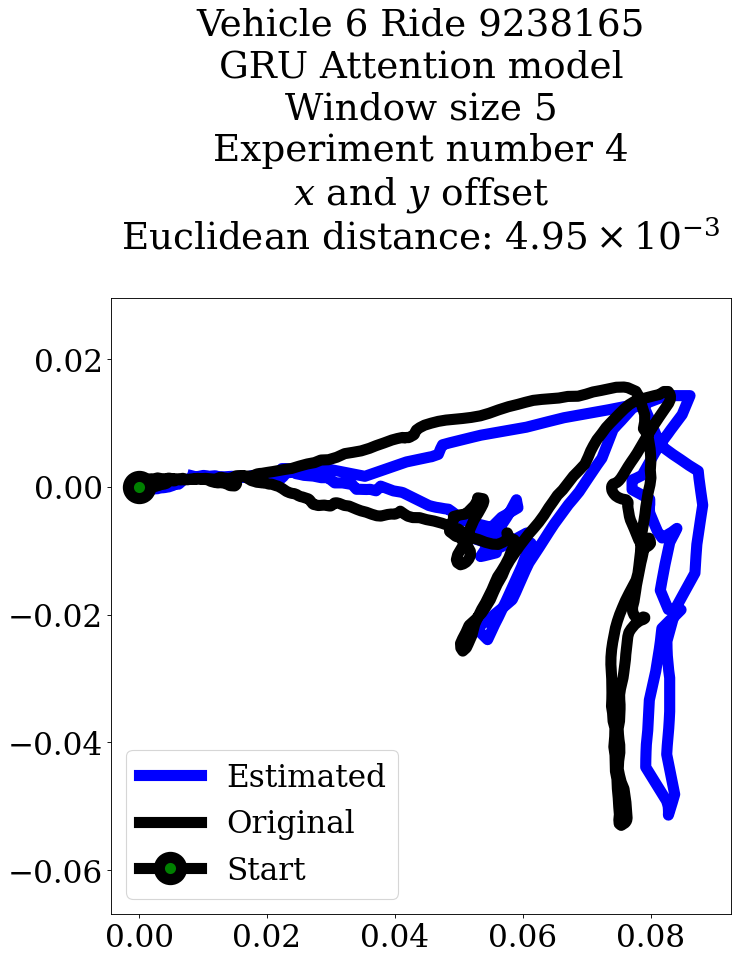 Vehicle 6 Ride 9238165
GRU Attention model
Window size 5
Experiment number 4
x and y offset
Euclidean distance: 4.95 × 10⁻³
0.02
0.00
−0.02
−0.04
−0.06
Estimated
Original
Start
0.00 0.02 0.04 0.06 0.08